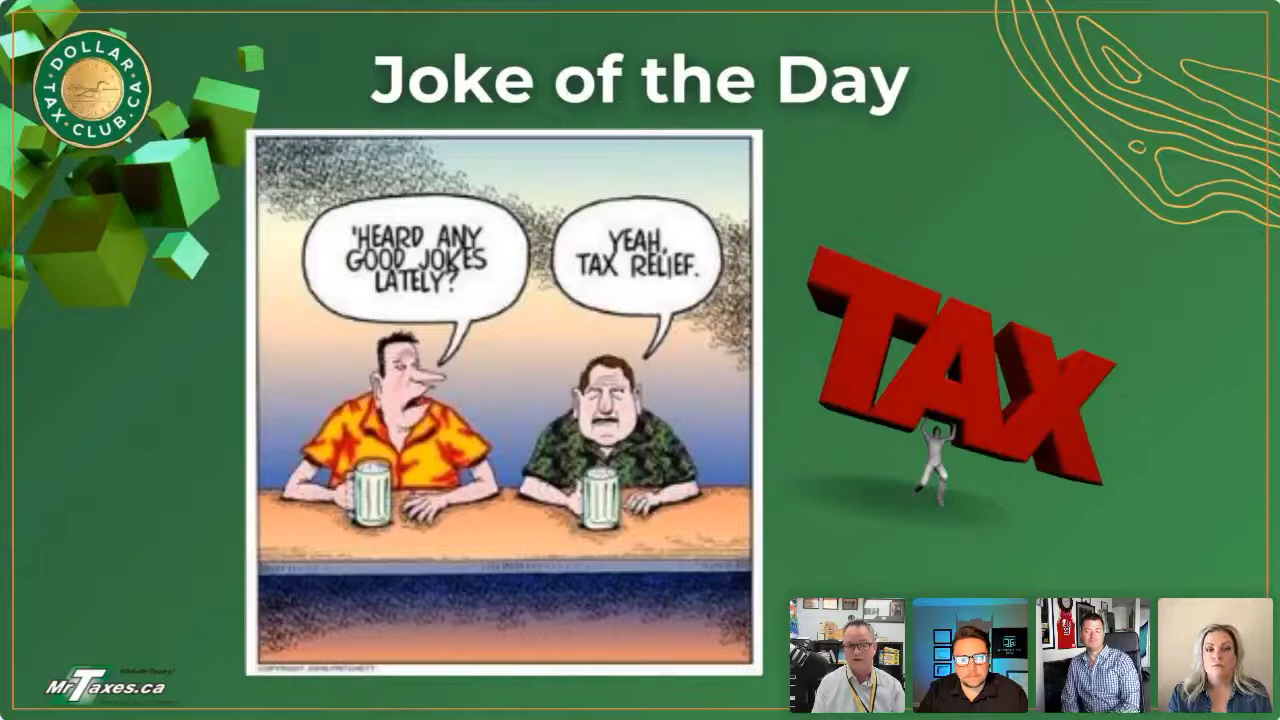 DOLLAR
TAX CLUB.CA
Joke of the Day
'HEARD ANY
GOOD JOKES
LATELY?
YEAH,
TAX RELIEF.
TAX
MrTaxes.ca